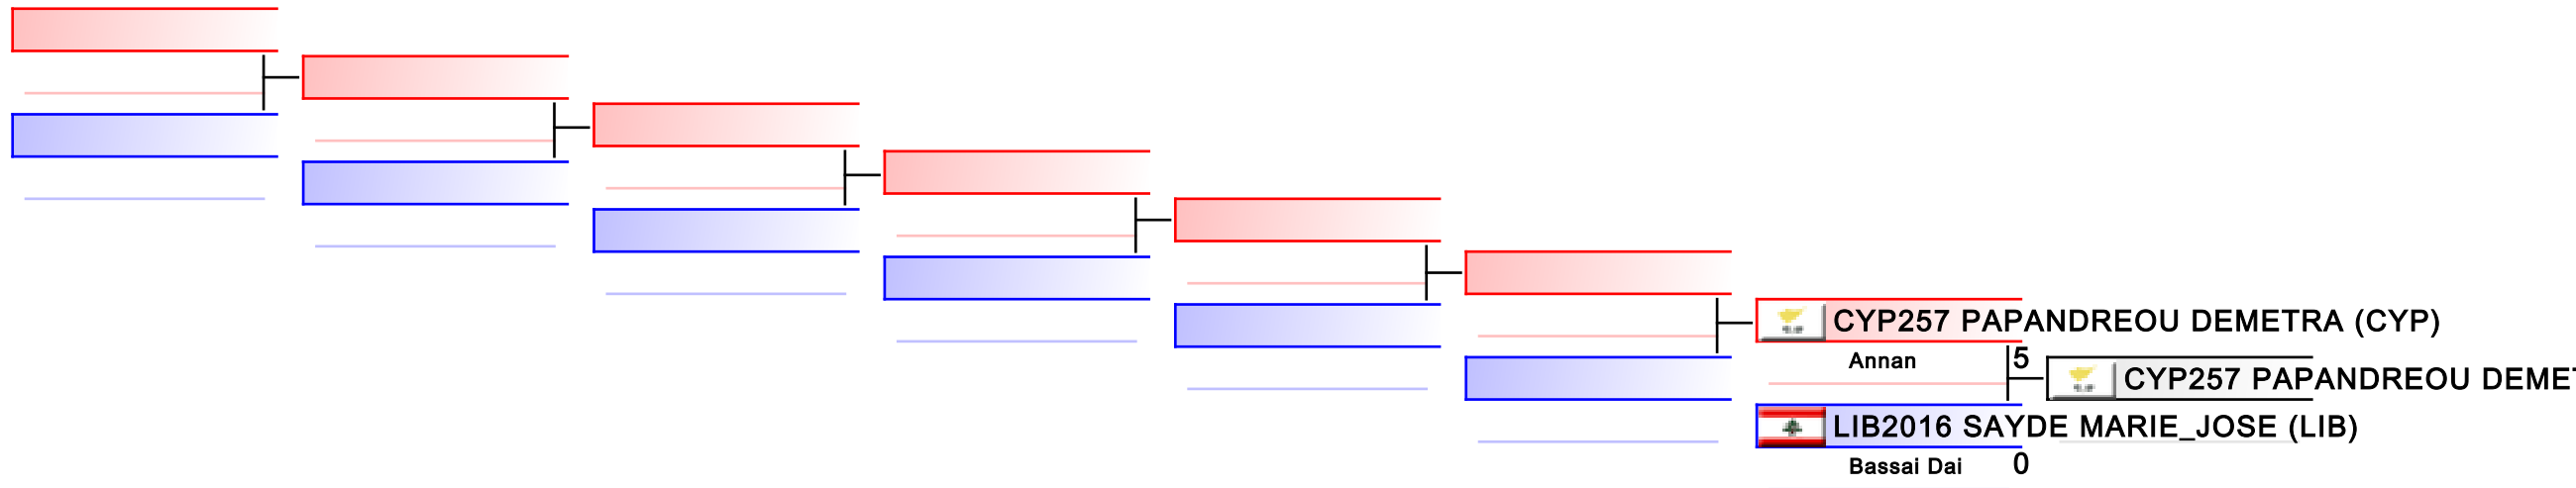 CYP257 PAPANDREOU DEMETRA (CYP)
Annan 5
CYP257 PAPANDREOU DEME
LIB2016 SAYDE MARIE_JOSE (LIB)
Bassai Dai 0